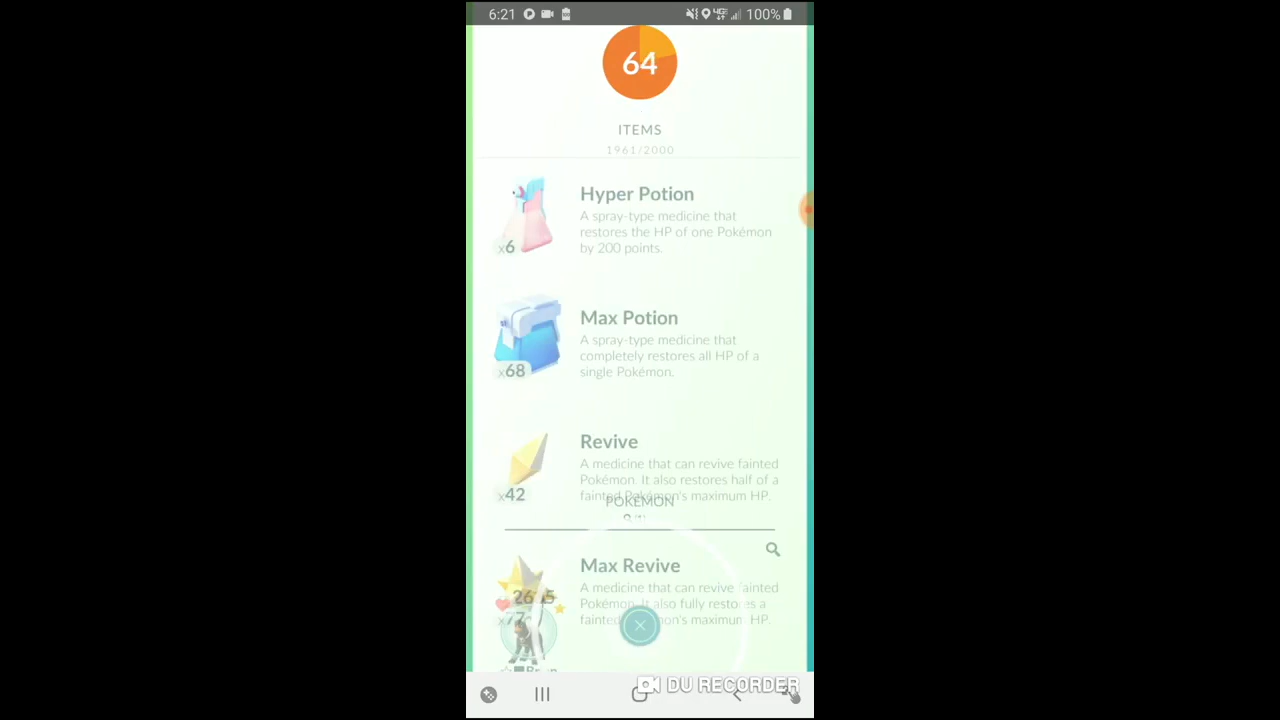 6:21
100%
64
ITEMS
1961/2000
Hyper Potion
A spray-type medicine that
restores the HP of one Pokémon
by 200 points.
x6
Max Potion
A spray-type medicine that
completely restores all HP of a
single Pokémon.
x68
Revive
A medicine that can revive fainted
Pokémon. It also restores half of a
fainted Pokémon's maximum HP.
x42
POKÉMON
Max Revive
A medicine that can revive fainted
Pokémon. It also fully restores a
fainted Pokémon's maximum HP.
x77
DU RECORDER